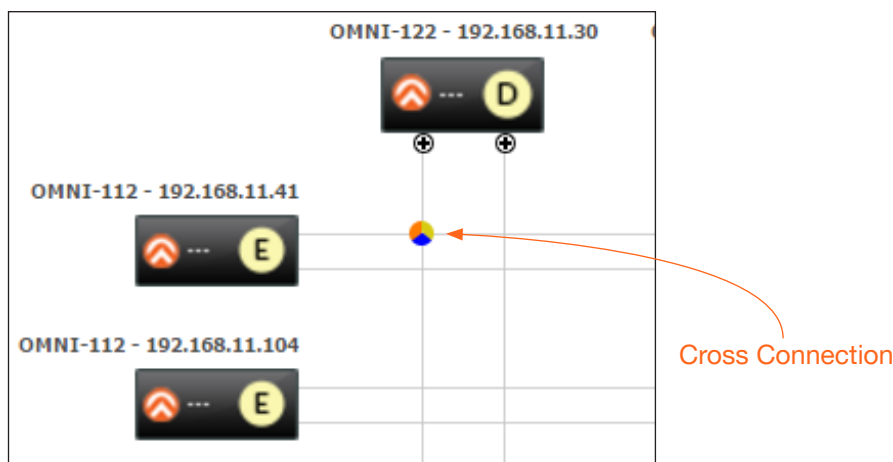 OMNI-122 - 192.168.11.30
--- D
OMNI-112 - 192.168.11.41
--- E
Cross Connection
OMNI-112 - 192.168.11.104
--- E